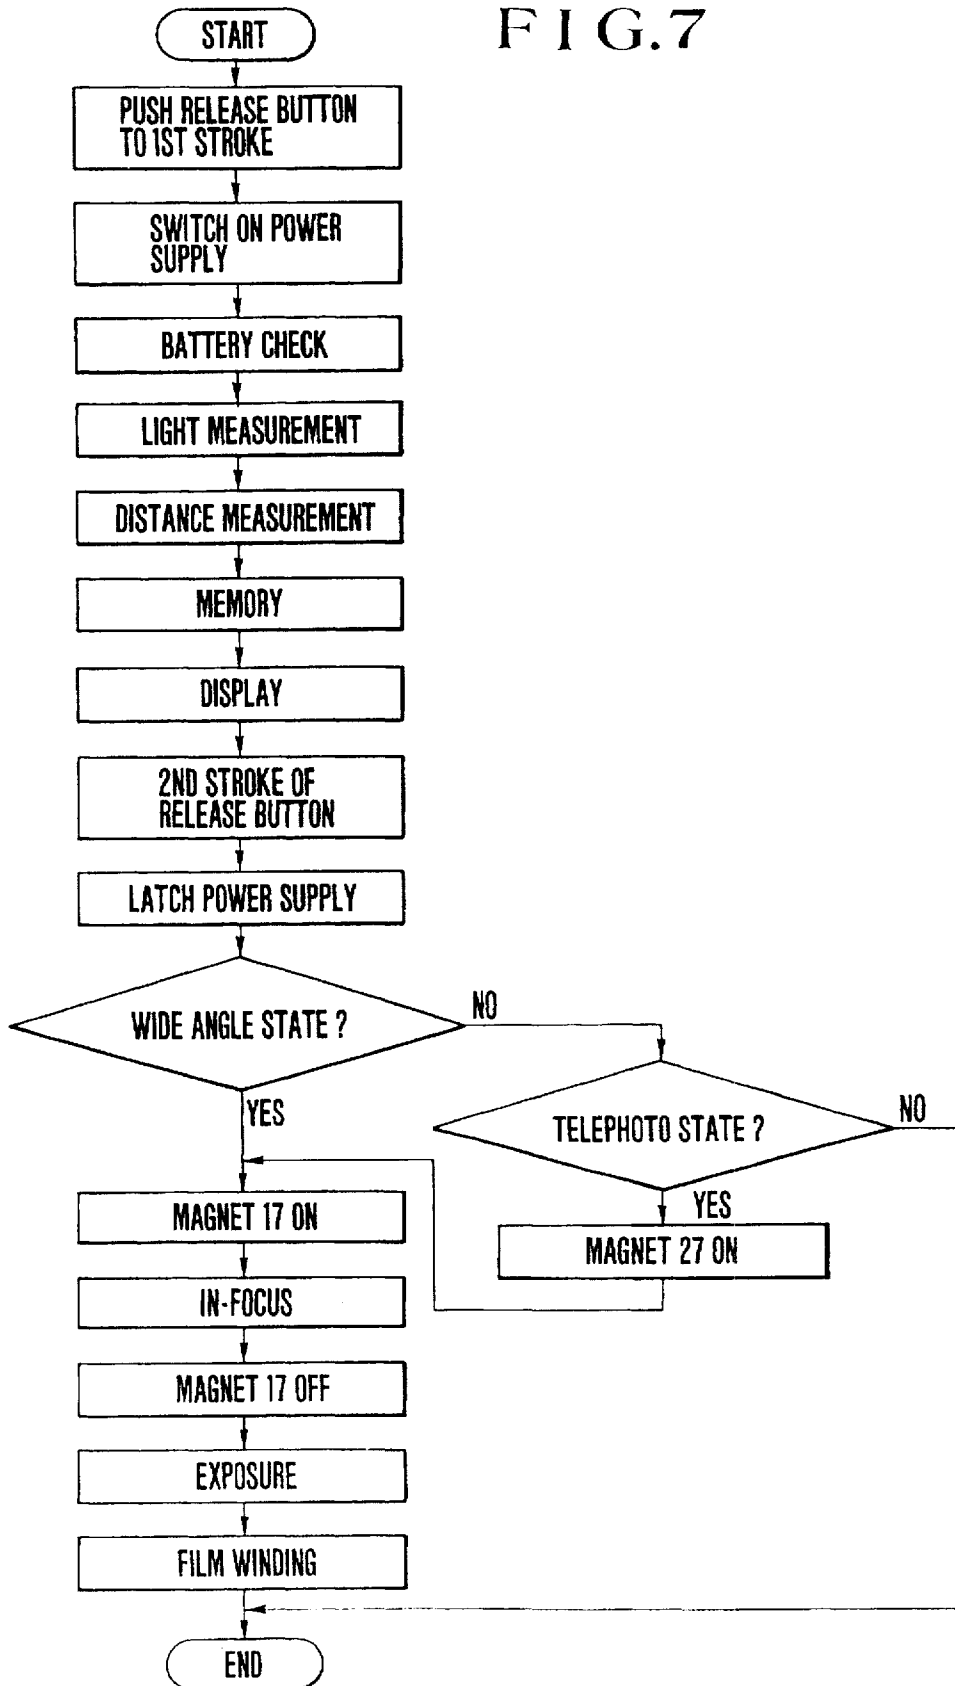 FIG.7
START
PUSH RELEASE BUTTON
TO 1ST STROKE
SWITCH ON POWER
SUPPLY
BATTERY CHECK
LIGHT MEASUREMENT
DISTANCE MEASUREMENT
MEMORY
DISPLAY
2ND STROKE OF
RELEASE BUTTON
LATCH POWER SUPPLY
WIDE ANGLE STATE ?
NO
YES
TELEPHOTO STATE ?
NO
YES
MAGNET 27 ON
MAGNET 17 ON
IN-FOCUS
MAGNET 17 OFF
EXPOSURE
FILM WINDING
END